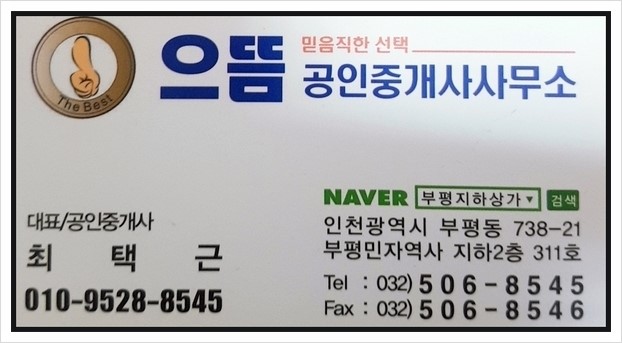 The Best
믿음직한 선택
으뜸 공인중개사사무소
NAVER 부평지하상가 검색
대표/공인중개사
최 택 근
010-9528-8545
인천광역시 부평동 738-21
부평민자역사 지하2층 311호
Tel : 032) 506-8545
Fax : 032) 506-8546